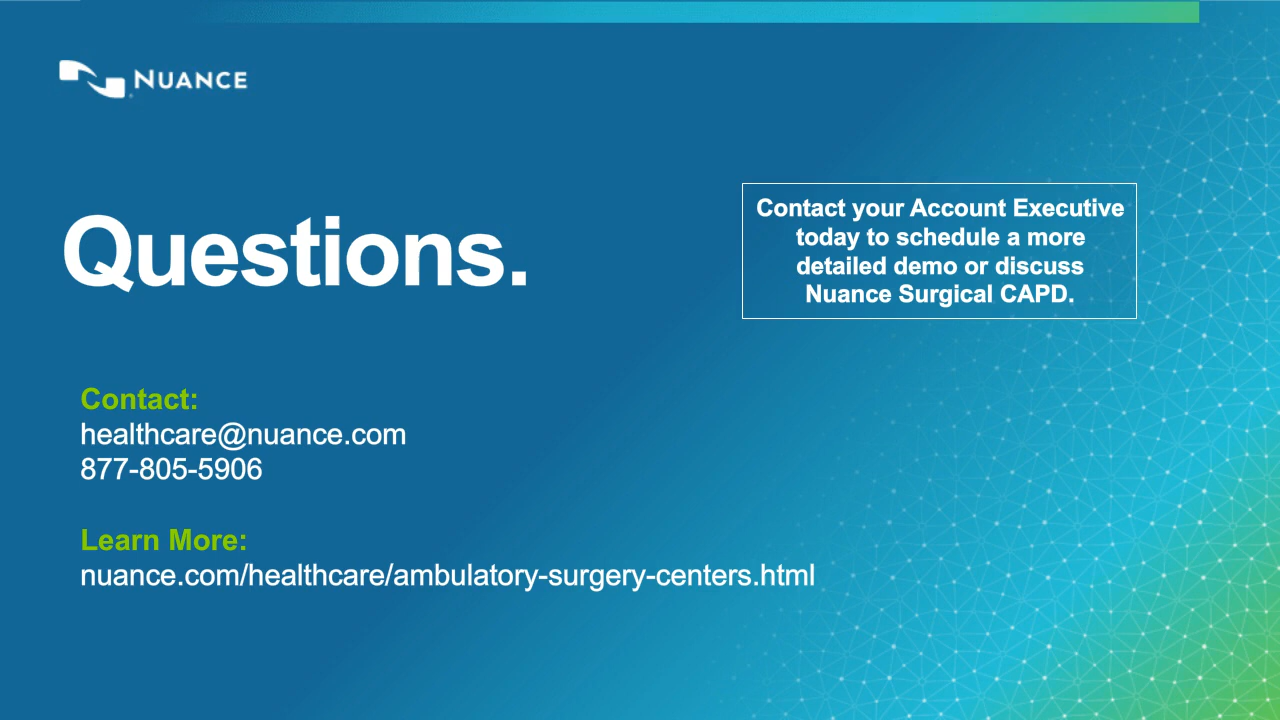 NUANCE
Questions.
Contact your Account Executive
today to schedule a more
detailed demo or discuss
Nuance Surgical CAPD.
Contact:
healthcare@nuance.com
877-805-5906
Learn More:
nuance.com/healthcare/ambulatory-surgery-centers.html